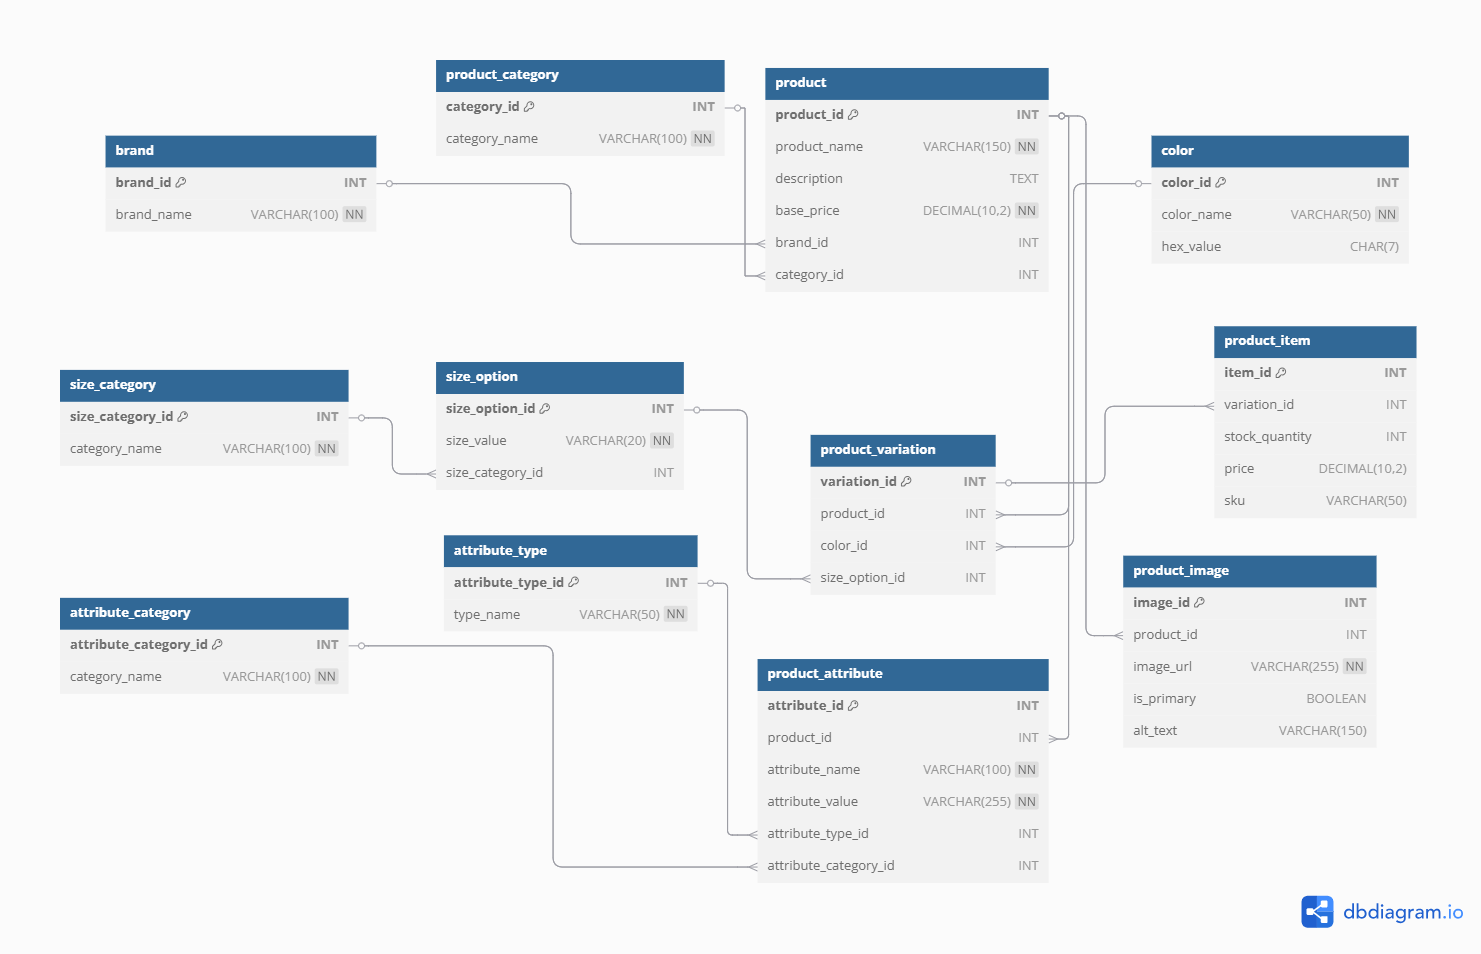 product_category
category_id INT
category_name VARCHAR(100) NN
product
product_id INT
product_name VARCHAR(150) NN
description TEXT
base_price DECIMAL(10,2) NN
brand_id INT
category_id INT
brand
brand_id INT
brand_name VARCHAR(100) NN
color
color_id INT
color_name VARCHAR(50) NN
hex_value CHAR(7)
product_item
item_id INT
variation_id INT
stock_quantity INT
price DECIMAL(10,2)
sku VARCHAR(50)
size_category
size_category_id INT
category_name VARCHAR(100) NN
size_option
size_option_id INT
size_value VARCHAR(20) NN
size_category_id INT
product_variation
variation_id INT
product_id INT
color_id INT
size_option_id INT
attribute_type
attribute_type_id INT
type_name VARCHAR(50) NN
product_image
image_id INT
product_id INT
image_url VARCHAR(255) NN
is_primary BOOLEAN
alt_text VARCHAR(150)
attribute_category
attribute_category_id INT
category_name VARCHAR(100) NN
product_attribute
attribute_id INT
product_id INT
attribute_name VARCHAR(100) NN
attribute_value VARCHAR(255) NN
attribute_type_id INT
attribute_category_id INT
dbdiagram.io